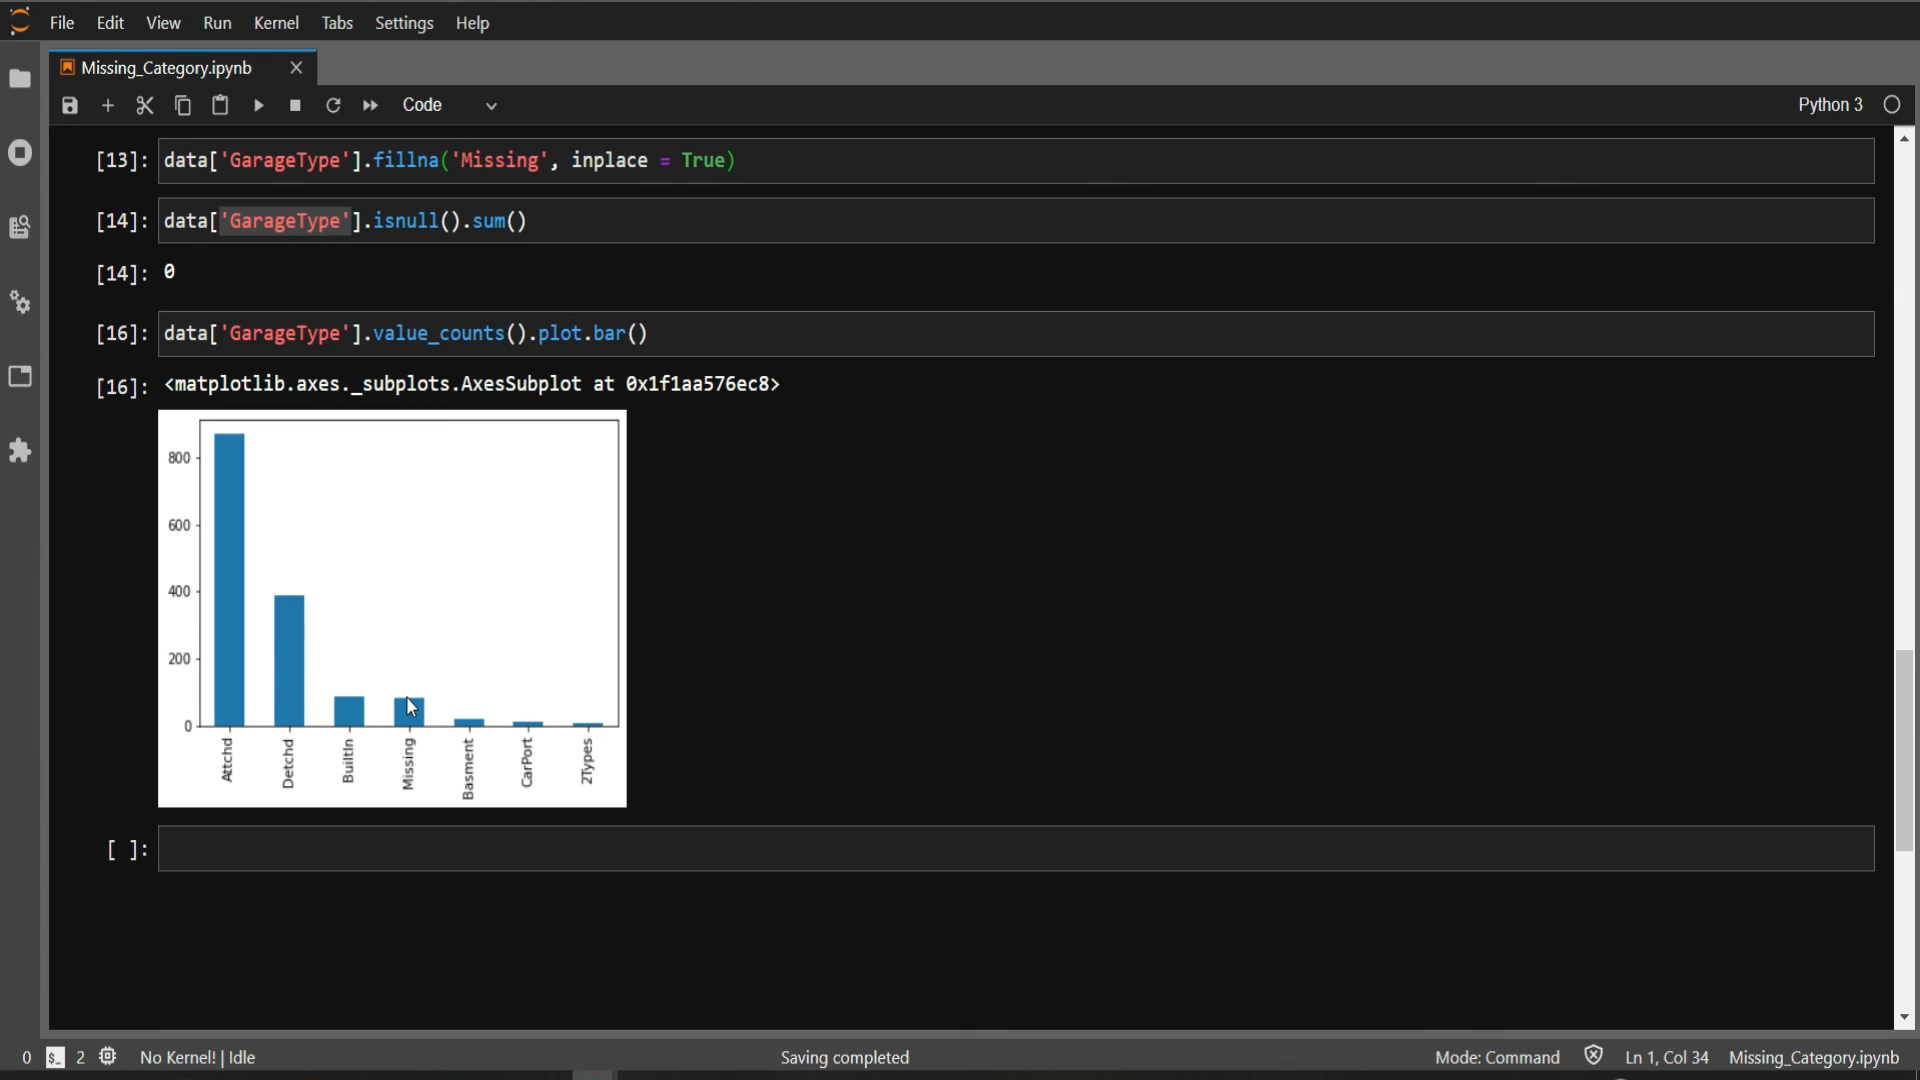 File Edit View Run Kernel Tabs Settings Help
Missing_Category.ipynb
Code Python 3
[13]: data['GarageType'].fillna('Missing', inplace = True)
[14]: data['GarageType'].isnull().sum()
[14]: 0
[16]: data['GarageType'].value_counts().plot.bar()
[16]: <matplotlib.axes._subplots.AxesSubplot at 0x1f1aa576ec8>
800
600
400
200
0
Attchd Detchd BuiltIn Missing Basment CarPort 2Types
[ ]:
0 $_ 2 No Kernel! | Idle Saving completed Mode: Command Ln 1, Col 34 Missing_Category.ipynb